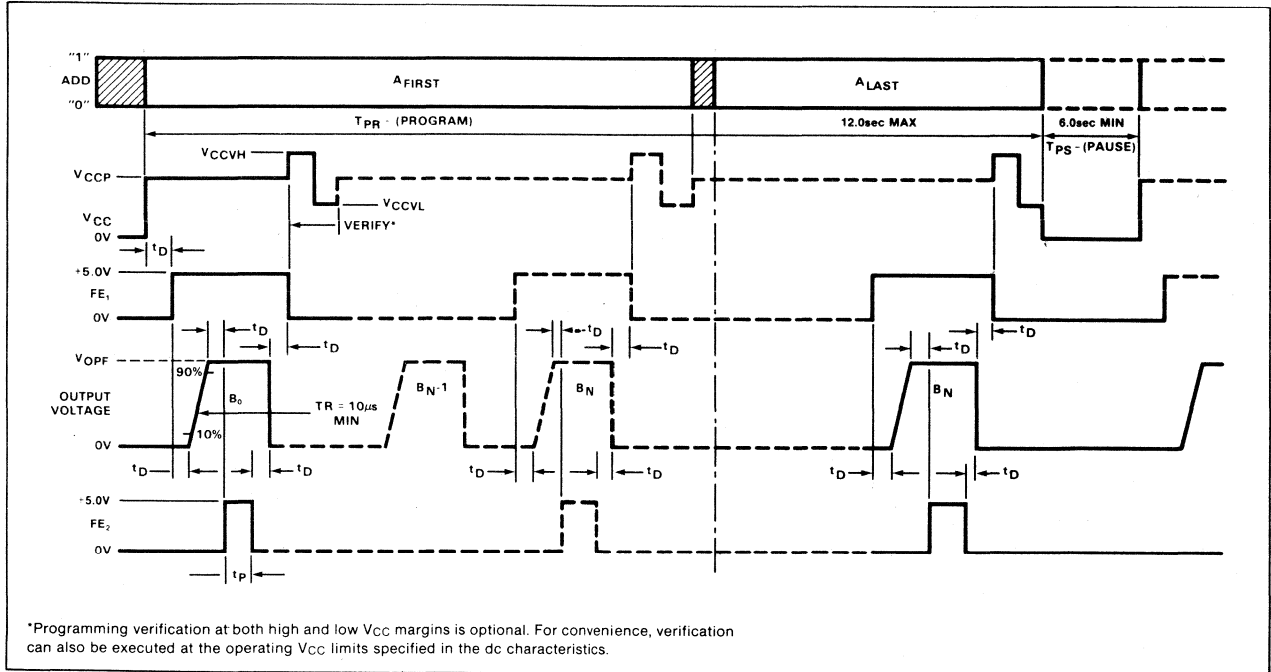 "1"
ADD
"0"
A FIRST
A LAST
TPR - (PROGRAM)
12.0sec MAX
6.0sec MIN
TPS - (PAUSE)
VCCVH
VCCP
VCCVL
VERIFY*
VCC
0V
tD
+5.0V
FE1
0V
tD
tD
tD
tD
tD
tD
VOPF
90%
OUTPUT
VOLTAGE
B0
TR = 10μs
MIN
BN-1
BN
BN
10%
0V
tD
tD
tD
tD
tD
tD
+5.0V
FE2
0V
tP
*Programming verification at both high and low VCC margins is optional. For convenience, verification
can also be executed at the operating VCC limits specified in the dc characteristics.